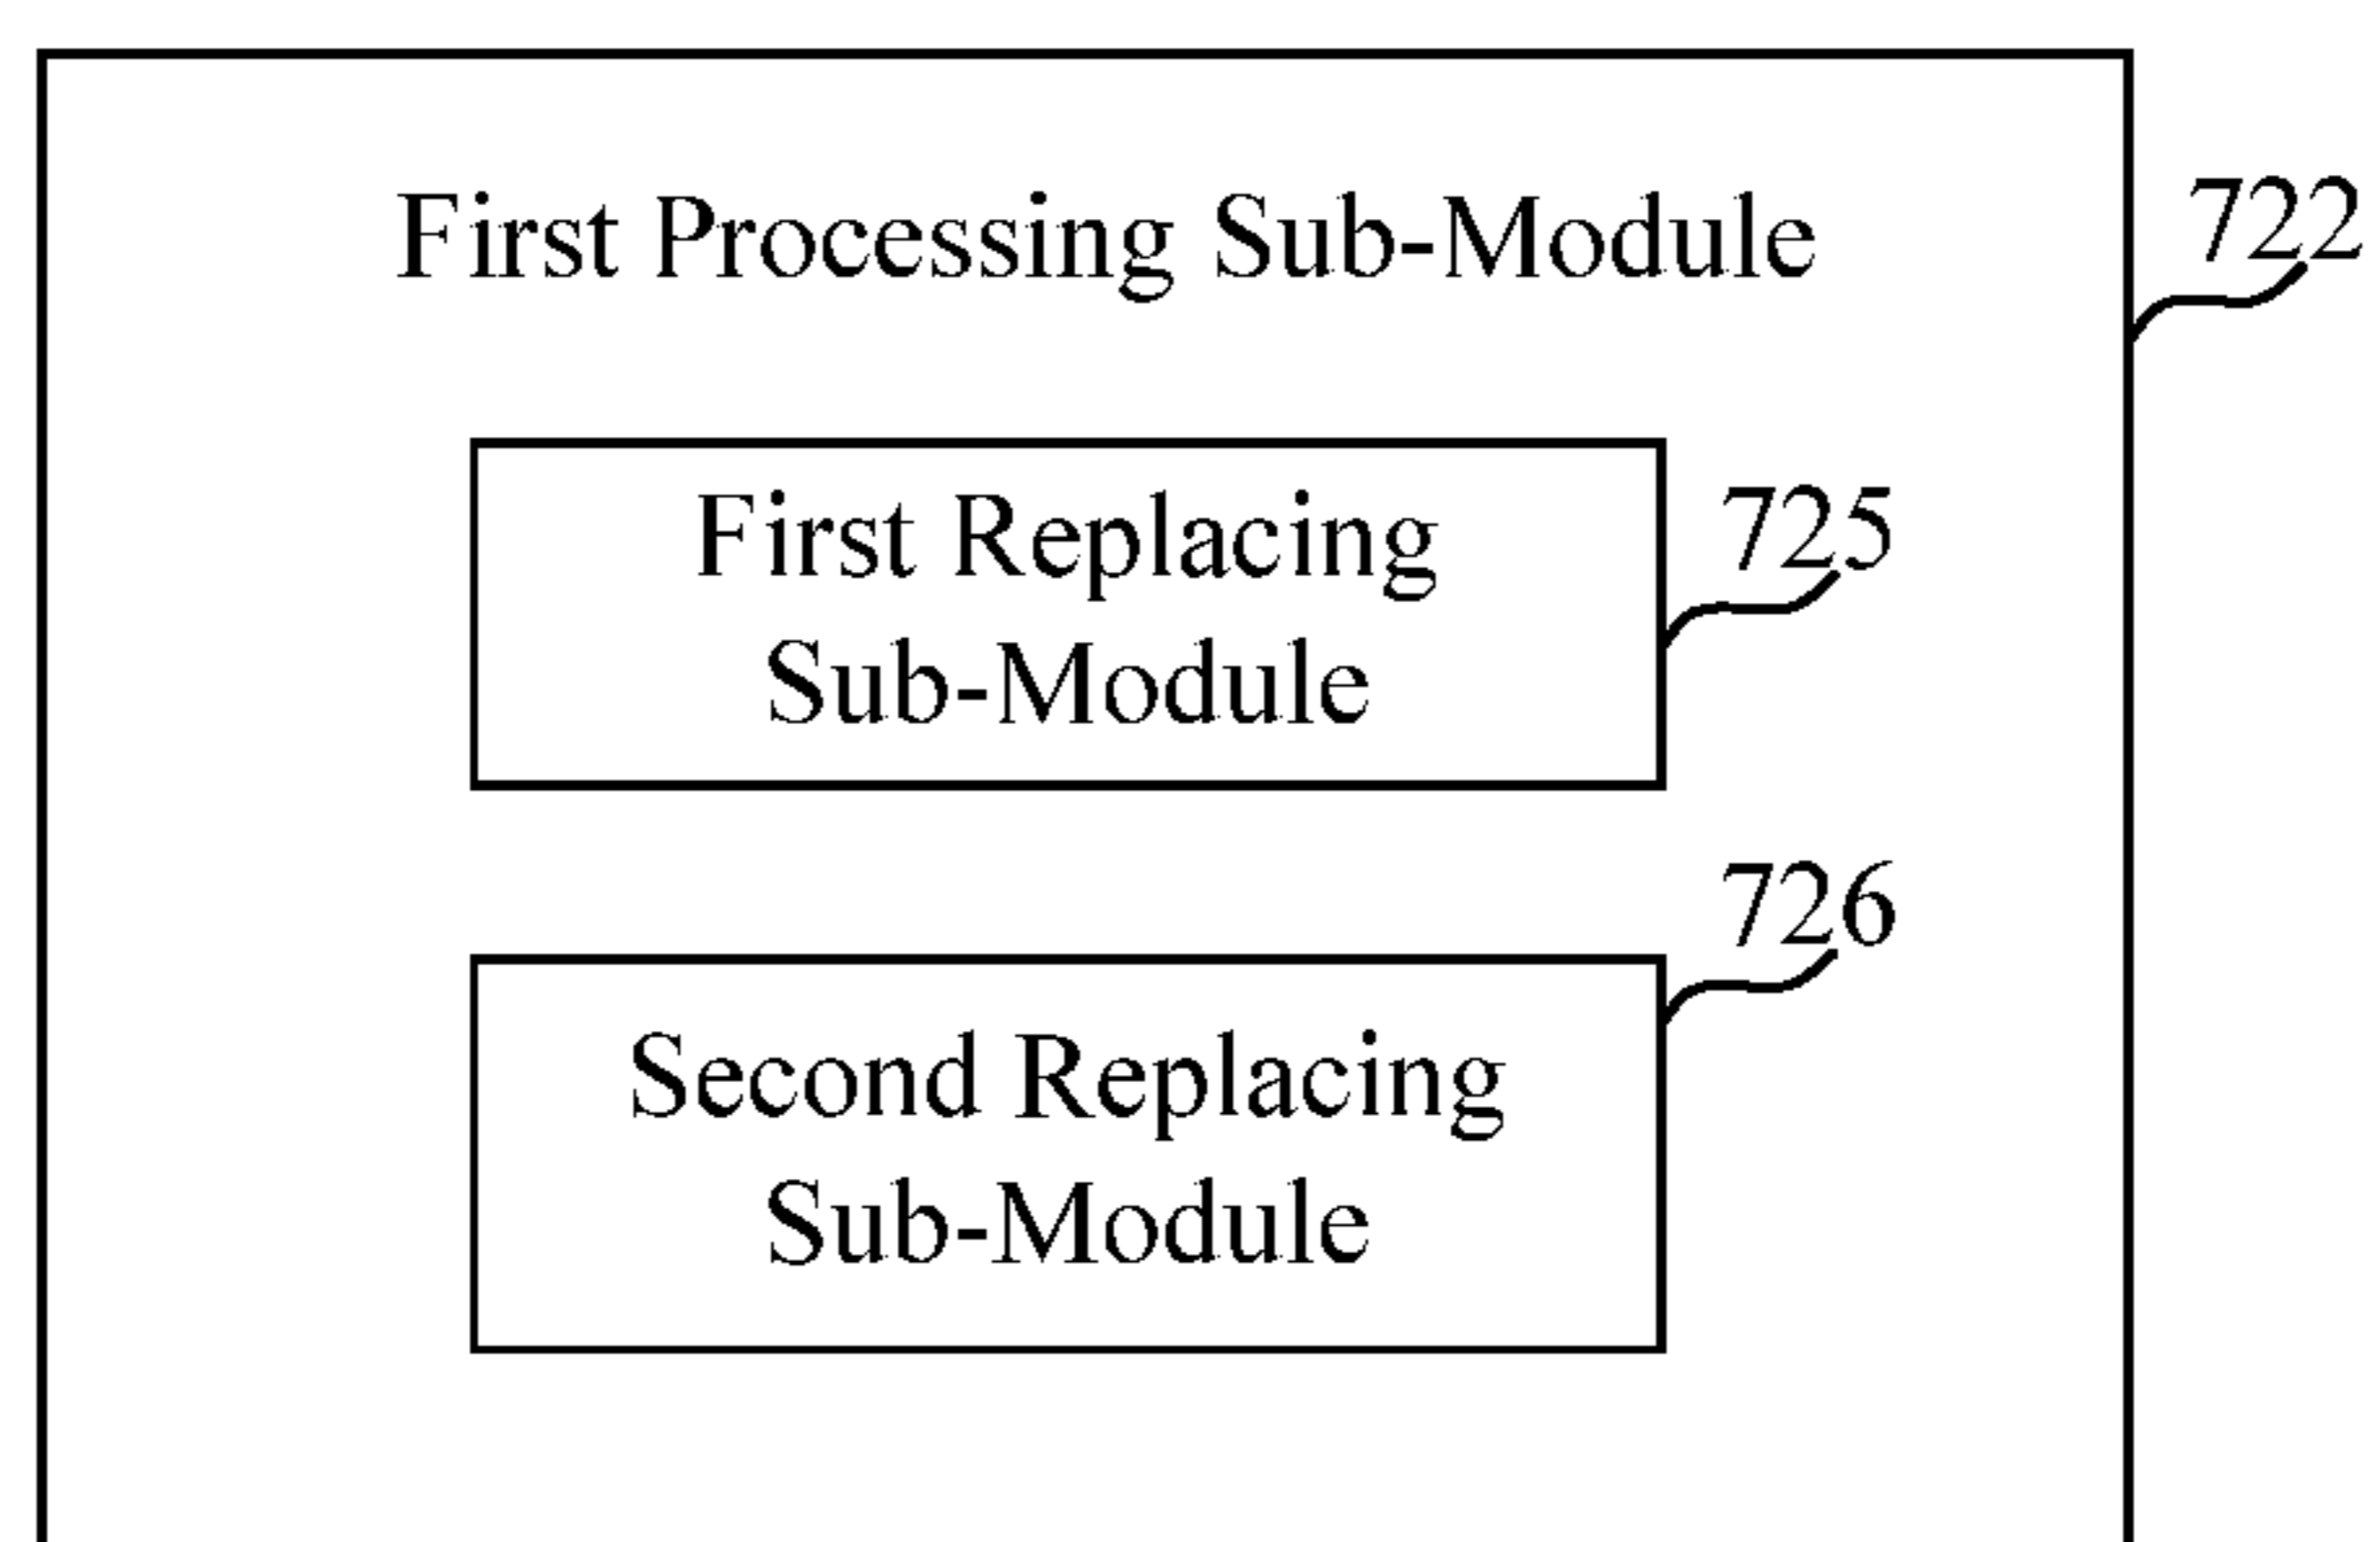 First Processing Sub-Module
722
First Replacing
Sub-Module
725
726
Second Replacing
Sub-Module